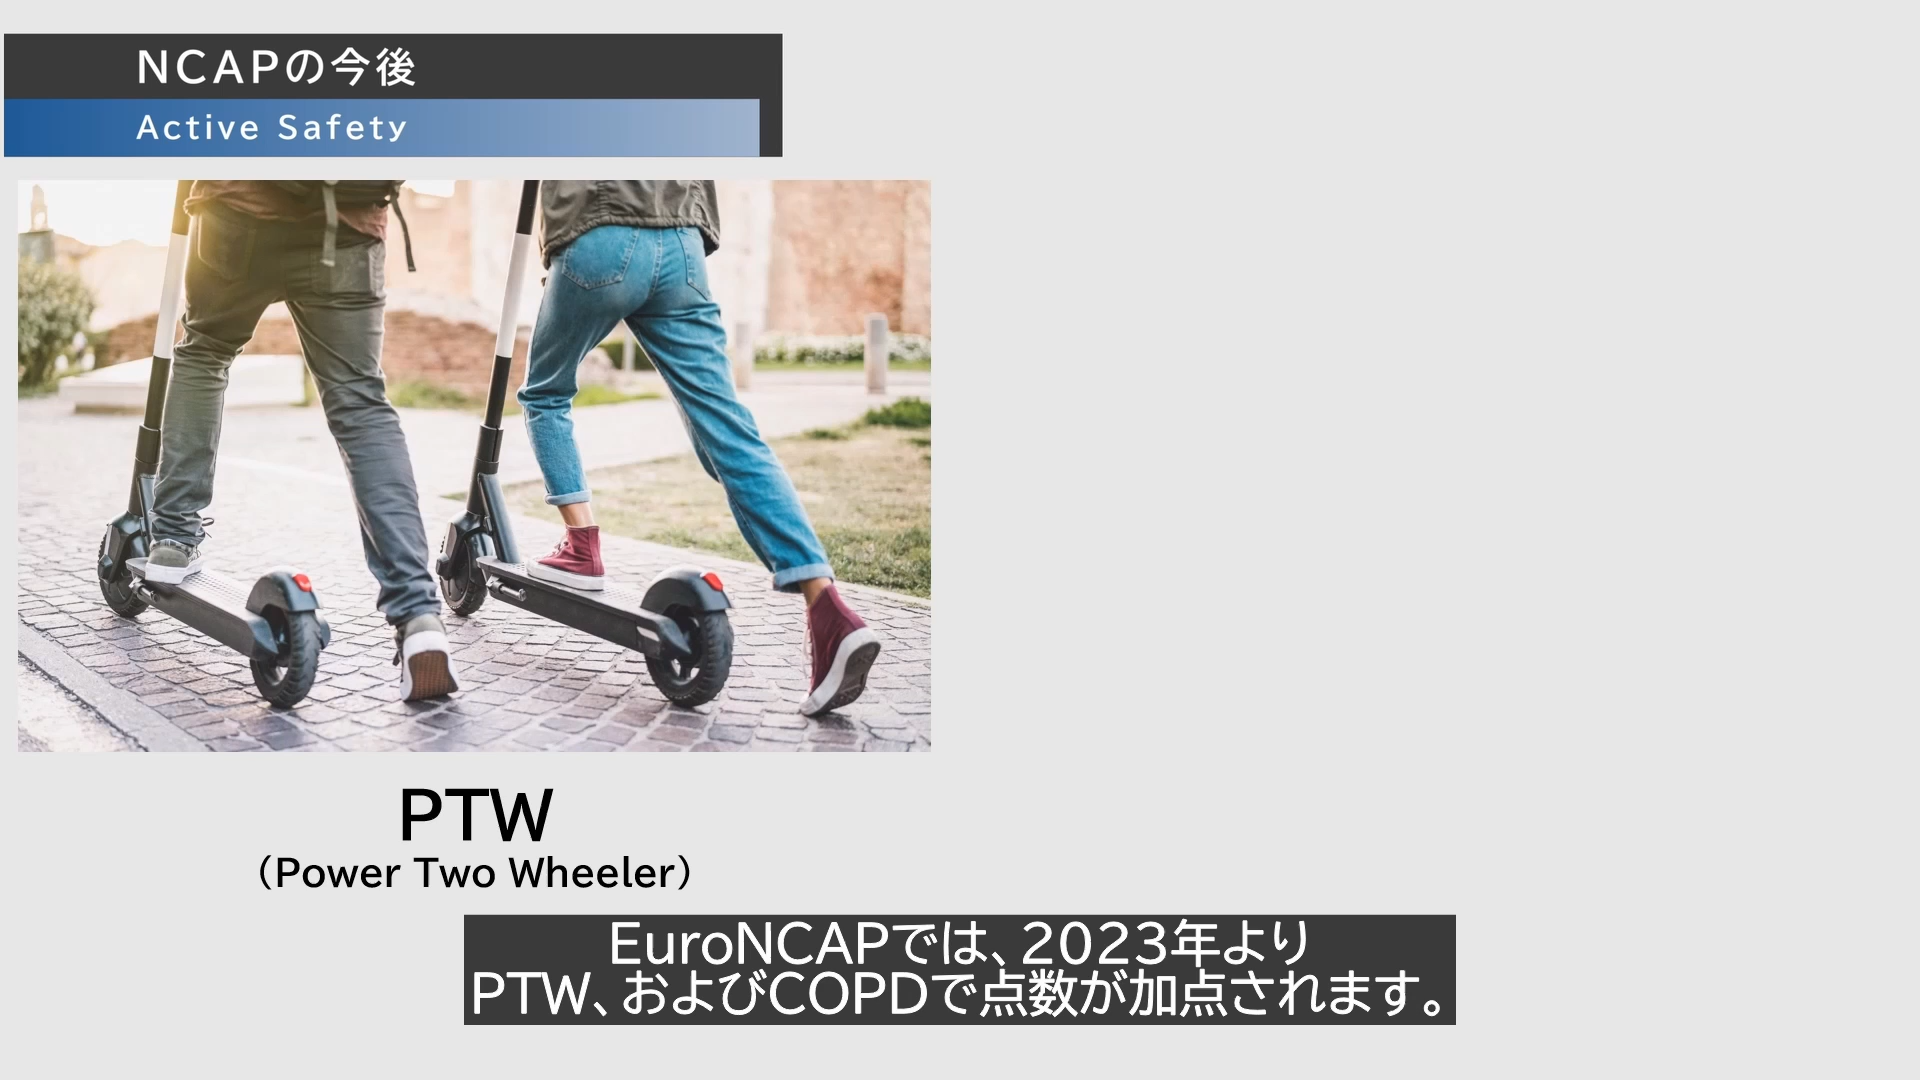 NCAPの今後
Active Safety
PTW
（Power Two Wheeler）
EuroNCAPでは、2023年より
PTW、およびCOPDで点数が加点されます。